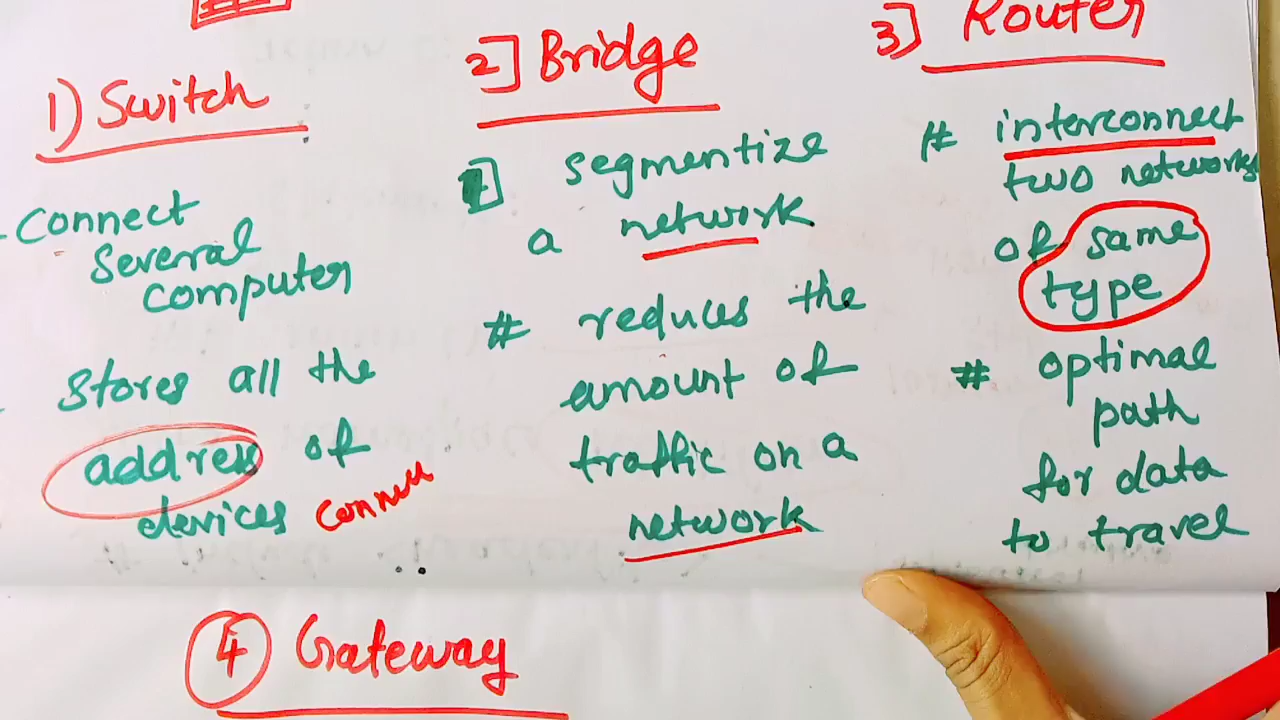 1) Switch
- Connect
Several
computer
- Stores all the
address of
devices connect
2] Bridge
1] segmentize
a network
# reduces the
amount of
traffic on a
network
3] Router
# interconnect
two networks
of same
type
# optimal
path
for data
to travel
4 Gateway